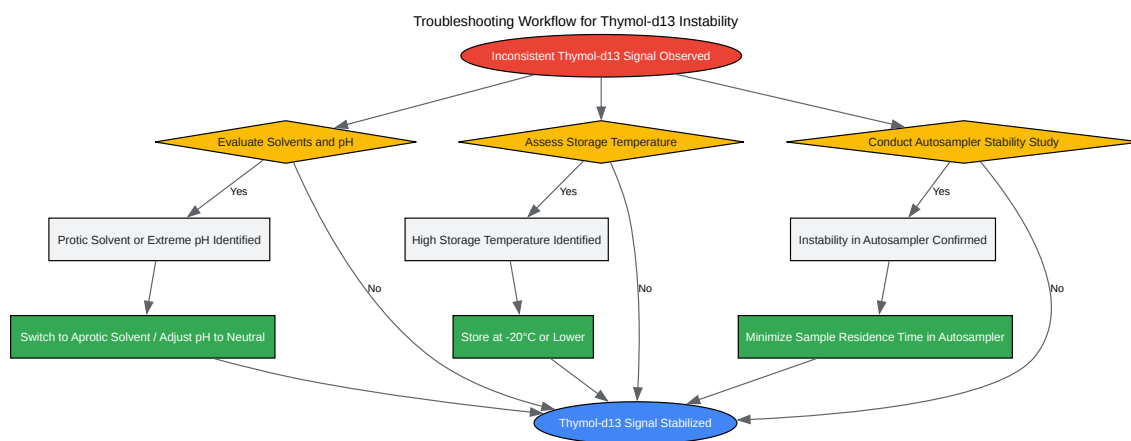 Troubleshooting Workflow for Thymol-d13 Instability
Inconsistent Thymol-d13 Signal Observed
Evaluate Solvents and pH
Assess Storage Temperature
Conduct Autosampler Stability Study
Yes
Yes
Yes
Protic Solvent or Extreme pH Identified
High Storage Temperature Identified
Instability in Autosampler Confirmed
No
No
No
Switch to Aprotic Solvent / Adjust pH to Neutral
Store at -20°C or Lower
Minimize Sample Residence Time in Autosampler
Thymol-d13 Signal Stabilized